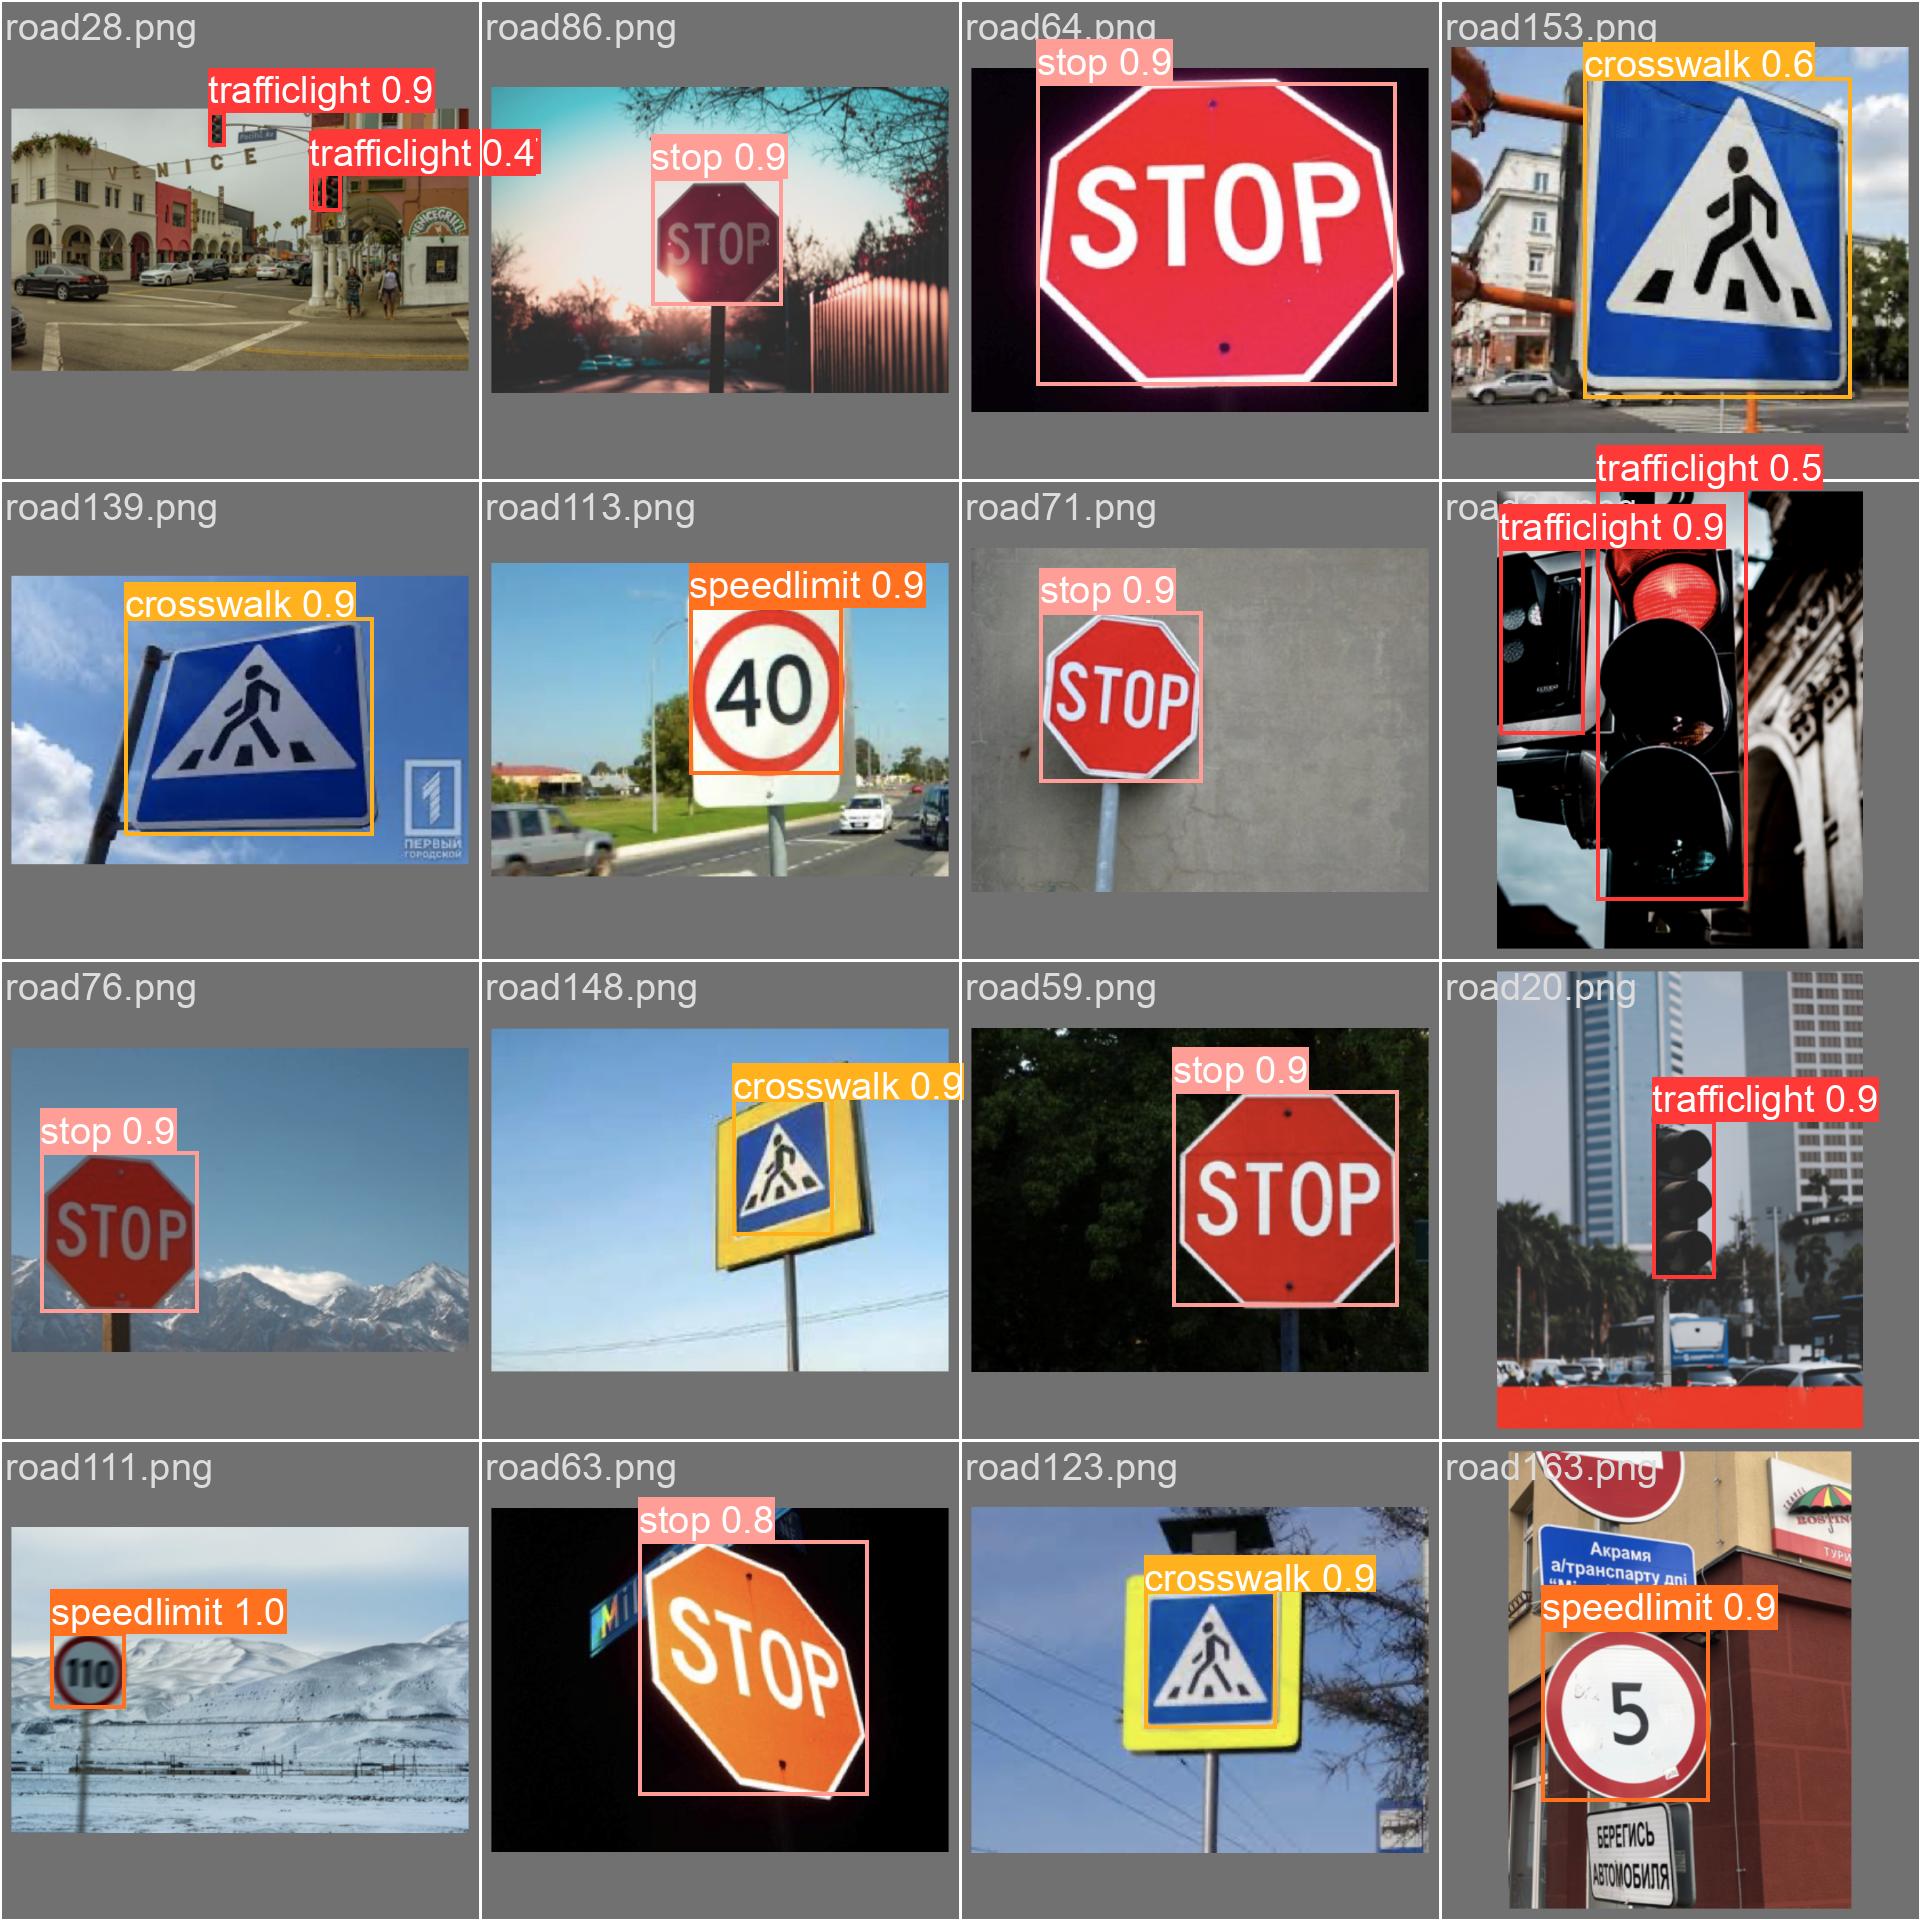 road28.png
trafficlight 0.9
trafficlight 0.4
Pacific Av
VENICE
road86.png
stop 0.9
STOP
road64.png
stop 0.9
STOP
road153.png
crosswalk 0.6
road139.png
crosswalk 0.9
ПЕРВЫЙ
ГОРОДСКОЙ
road113.png
speedlimit 0.9
40
road71.png
stop 0.9
STOP
trafficlight 0.5
trafficlight 0.9
road76.png
stop 0.9
STOP
road148.png
crosswalk 0.9
road59.png
stop 0.9
STOP
road20.png
trafficlight 0.9
road111.png
speedlimit 1.0
110
road63.png
stop 0.8
STOP
road123.png
crosswalk 0.9
road163.png
Акрамя
а/транспарту дпі
speedlimit 0.9
5
БЕРЕГИСЬ
АВТОМОБИЛЯ